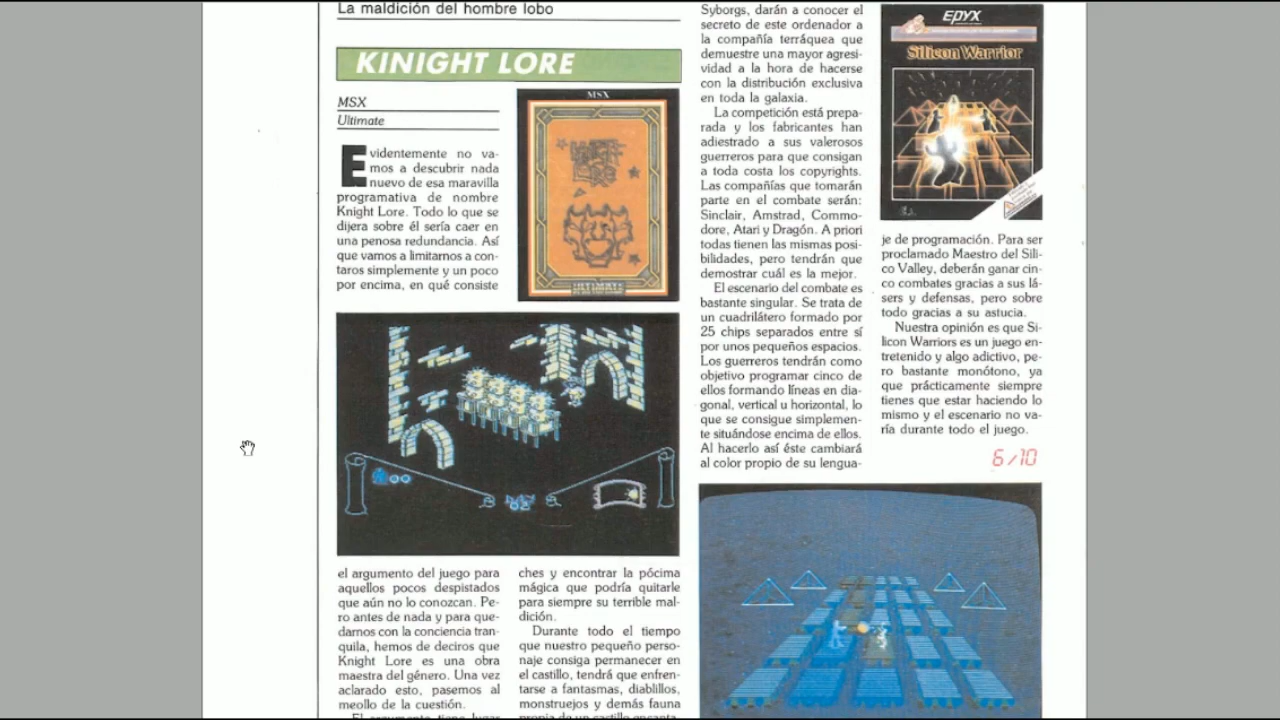 La maldición del hombre lobo
KINIGHT LORE
MSX
Ultimate
Evidentemente no va-
mos a descubrir nada
nuevo de esa maravilla
programativa de nombre
Knight Lore. Todo lo que se
dijera sobre él sería caer en
una penosa redundancia. Así
que vamos a limitarnos a con-
taros simplemente y un poco
por encima, en qué consiste
MSX
ULTIMATE
el argumento del juego para
aquellos pocos despistados
que aún no lo conozcan. Pe-
ro antes de nada y para que-
darnos con la conciencia tran-
quila, hemos de deciros que
Knight Lore es una obra
maestra del género. Una vez
aclarado esto, pasemos al
meollo de la cuestión.
El argumento tiene lugar
ches y encontrar la pócima
mágica que podría quitarle
para siempre su terrible mal-
dición.
Durante todo el tiempo
que nuestro pequeño perso-
naje consiga permanecer en
el castillo, tendrá que enfren-
tarse a fantasmas, diablillos,
monstruejos y demás fauna
propia de un castillo encanta-
Syborgs, darán a conocer el
secreto de este ordenador a
la compañía terráquea que
demuestre una mayor agresi-
vidad a la hora de hacerse
con la distribución exclusiva
en toda la galaxia.
La competición está prepa-
rada y los fabricantes han
adiestrado a sus valerosos
guerreros para que consigan
a toda costa los copyrights.
Las compañías que tomarán
parte en el combate serán:
Sinclair, Amstrad, Commo-
dore, Atari y Dragón. A priori
todas tienen las mismas posi-
bilidades, pero tendrán que
demostrar cuál es la mejor.
El escenario del combate es
bastante singular. Se trata de
un cuadrilátero formado por
25 chips separados entre sí
por unos pequeños espacios.
Los guerreros tendrán como
objetivo programar cinco de
ellos formando líneas en dia-
gonal, vertical u horizontal, lo
que se consigue simplemen-
te situándose encima de ellos.
Al hacerlo así éste cambiará
al color propio de su lengua-
EPYX
Silicon Warrior
je de programación. Para ser
proclamado Maestro del Sili-
co Valley, deberán ganar cin-
co combates gracias a sus lá-
sers y defensas, pero sobre
todo gracias a su astucia.
Nuestra opinión es que Si-
licon Warriors es un juego en-
tretenido y algo adictivo, pe-
ro bastante monótono, ya
que prácticamente siempre
tienes que estar haciendo lo
mismo y el escenario no va-
ría durante todo el juego.
6/10